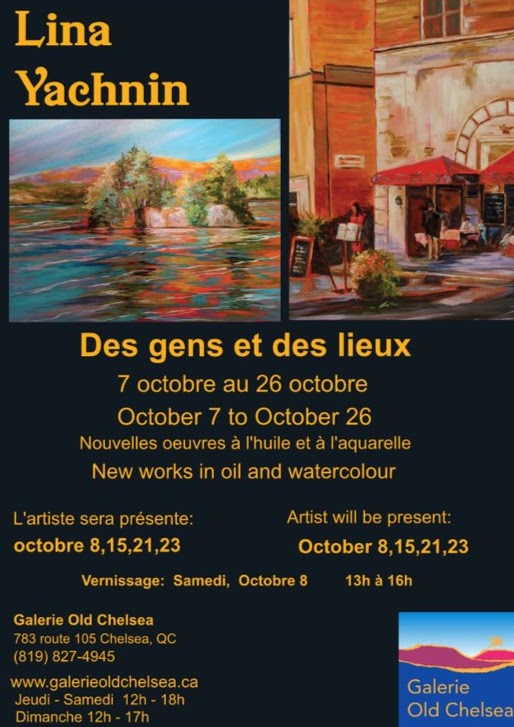 Lina
Yachnin
Des gens et des lieux
7 octobre au 26 octobre
October 7 to October 26
Nouvelles oeuvres à l'huile et à l'aquarelle
New works in oil and watercolour
L'artiste sera présente:
octobre 8,15,21,23
Artist will be present:
October 8,15,21,23
Vernissage: Samedi, Octobre 8 13h à 16h
Galerie Old Chelsea
783 route 105 Chelsea, QC
(819) 827-4945
www.galerieoldchelsea.ca
Jeudi - Samedi 12h - 18h
Dimanche 12h - 17h
Galerie
Old Chelsea